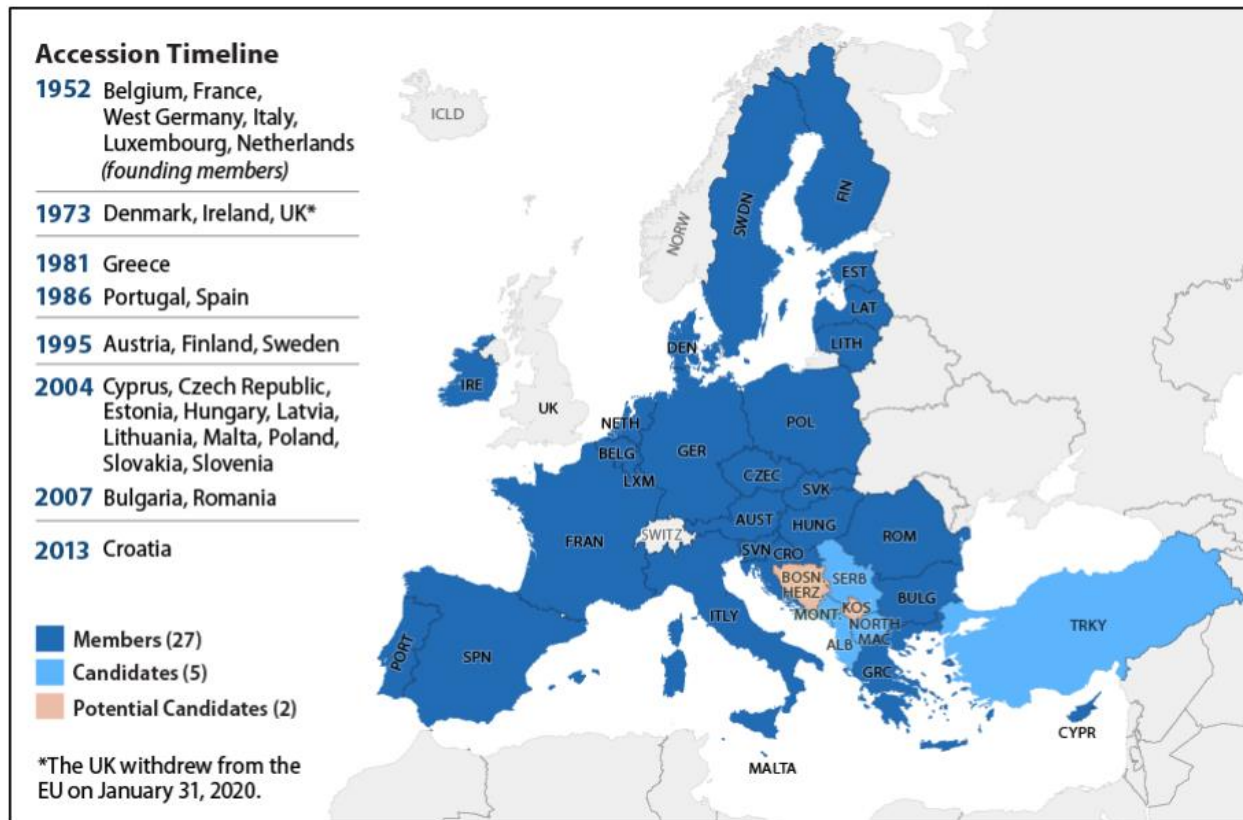 Accession Timeline
1952 Belgium, France,
West Germany, Italy,
Luxembourg, Netherlands
(founding members)
1973 Denmark, Ireland, UK*
1981 Greece
1986 Portugal, Spain
1995 Austria, Finland, Sweden
2004 Cyprus, Czech Republic,
Estonia, Hungary, Latvia,
Lithuania, Malta, Poland,
Slovakia, Slovenia
2007 Bulgaria, Romania
2013 Croatia
Members (27)
Candidates (5)
Potential Candidates (2)
*The UK withdrew from the
EU on January 31, 2020.
ICLD
NORW
SWDN
FIN
EST
LAT
LITH
DEN
IRE
UK
NETH
BELG
LXM
GER
POL
CZEC
SVK
AUST
HUNG
SWITZ
FRAN
SVN
CRO
ROM
BOSN.
HERZ.
SERB
MONT.
KOS
BULG
NORTH
MAC
ALB
ITLY
GRC
TRKY
PORT
SPN
CYPR
MALTA